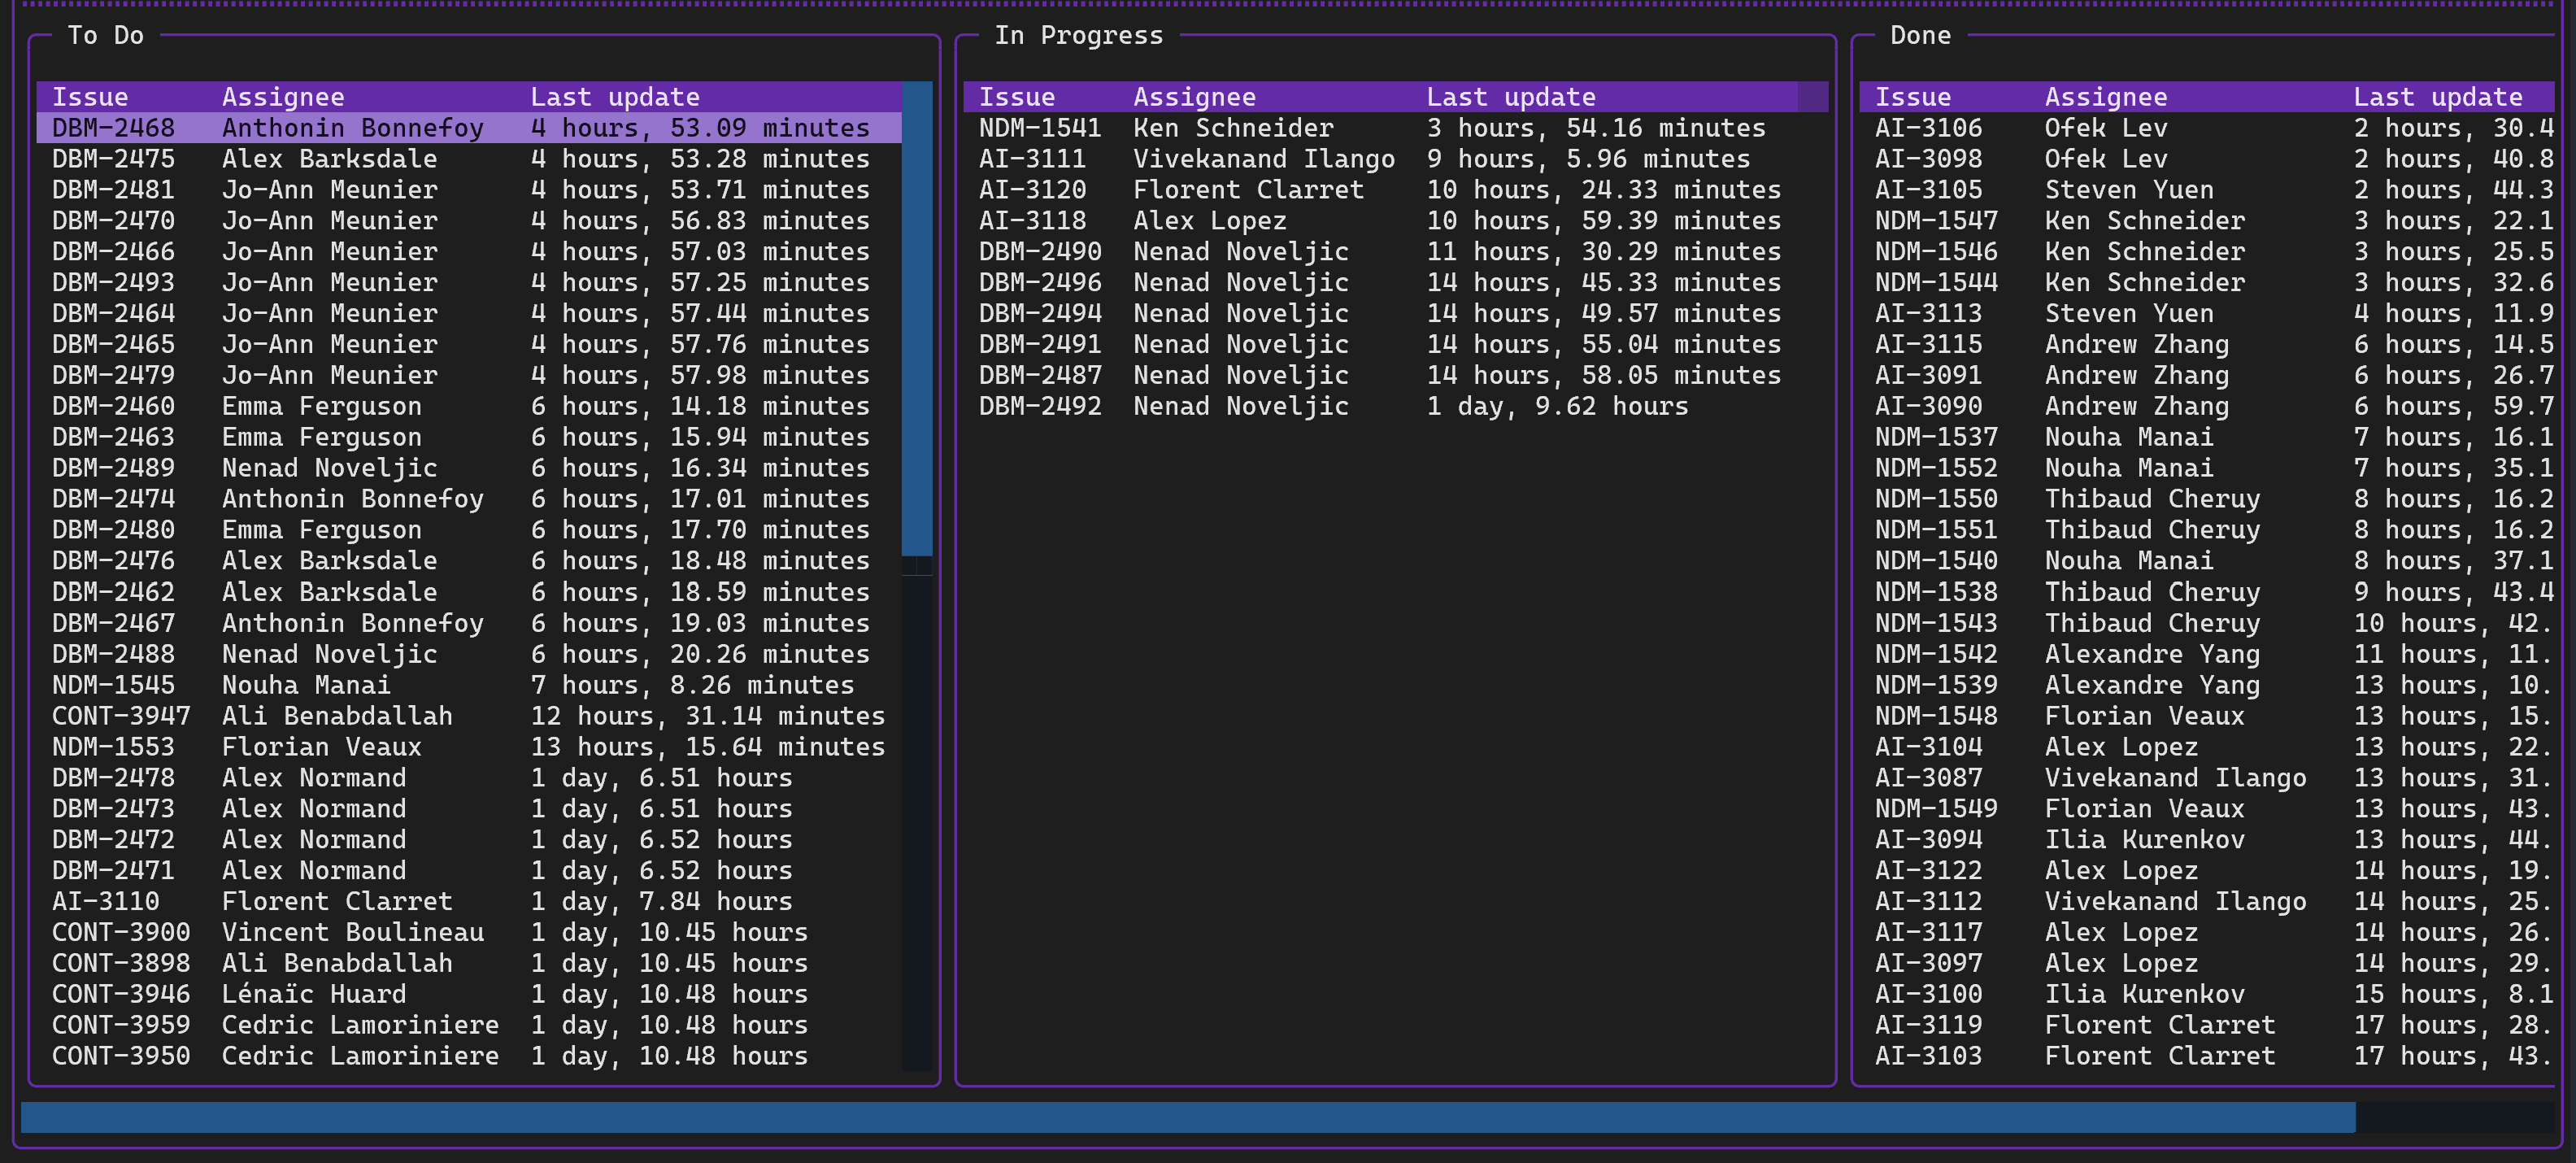 To Do
Issue Assignee Last update
DBM-2468 Anthonin Bonnefoy 4 hours, 53.09 minutes
DBM-2475 Alex Barksdale 4 hours, 53.28 minutes
DBM-2481 Jo-Ann Meunier 4 hours, 53.71 minutes
DBM-2470 Jo-Ann Meunier 4 hours, 56.83 minutes
DBM-2466 Jo-Ann Meunier 4 hours, 57.03 minutes
DBM-2493 Jo-Ann Meunier 4 hours, 57.25 minutes
DBM-2464 Jo-Ann Meunier 4 hours, 57.44 minutes
DBM-2465 Jo-Ann Meunier 4 hours, 57.76 minutes
DBM-2479 Jo-Ann Meunier 4 hours, 57.98 minutes
DBM-2460 Emma Ferguson 6 hours, 14.18 minutes
DBM-2463 Emma Ferguson 6 hours, 15.94 minutes
DBM-2489 Nenad Noveljic 6 hours, 16.34 minutes
DBM-2474 Anthonin Bonnefoy 6 hours, 17.01 minutes
DBM-2480 Emma Ferguson 6 hours, 17.70 minutes
DBM-2476 Alex Barksdale 6 hours, 18.48 minutes
DBM-2462 Alex Barksdale 6 hours, 18.59 minutes
DBM-2467 Anthonin Bonnefoy 6 hours, 19.03 minutes
DBM-2488 Nenad Noveljic 6 hours, 20.26 minutes
NDM-1545 Nouha Manai 7 hours, 8.26 minutes
CONT-3947 Ali Benabdallah 12 hours, 31.14 minutes
NDM-1553 Florian Veaux 13 hours, 15.64 minutes
DBM-2478 Alex Normand 1 day, 6.51 hours
DBM-2473 Alex Normand 1 day, 6.51 hours
DBM-2472 Alex Normand 1 day, 6.52 hours
DBM-2471 Alex Normand 1 day, 6.52 hours
AI-3110 Florent Clarret 1 day, 7.84 hours
CONT-3900 Vincent Boulineau 1 day, 10.45 hours
CONT-3898 Ali Benabdallah 1 day, 10.45 hours
CONT-3946 Lénaïc Huard 1 day, 10.48 hours
CONT-3959 Cedric Lamoriniere 1 day, 10.48 hours
CONT-3950 Cedric Lamoriniere 1 day, 10.48 hours
In Progress
Issue Assignee Last update
NDM-1541 Ken Schneider 3 hours, 54.16 minutes
AI-3111 Vivekanand Ilango 9 hours, 5.96 minutes
AI-3120 Florent Clarret 10 hours, 24.33 minutes
AI-3118 Alex Lopez 10 hours, 59.39 minutes
DBM-2490 Nenad Noveljic 11 hours, 30.29 minutes
DBM-2496 Nenad Noveljic 14 hours, 45.33 minutes
DBM-2494 Nenad Noveljic 14 hours, 49.57 minutes
DBM-2491 Nenad Noveljic 14 hours, 55.04 minutes
DBM-2487 Nenad Noveljic 14 hours, 58.05 minutes
DBM-2492 Nenad Noveljic 1 day, 9.62 hours
Done
Issue Assignee Last update
AI-3106 Ofek Lev 2 hours, 30.4
AI-3098 Ofek Lev 2 hours, 40.8
AI-3105 Steven Yuen 2 hours, 44.3
NDM-1547 Ken Schneider 3 hours, 22.1
NDM-1546 Ken Schneider 3 hours, 25.5
NDM-1544 Ken Schneider 3 hours, 32.6
AI-3113 Steven Yuen 4 hours, 11.9
AI-3115 Andrew Zhang 6 hours, 14.5
AI-3091 Andrew Zhang 6 hours, 26.7
AI-3090 Andrew Zhang 6 hours, 59.7
NDM-1537 Nouha Manai 7 hours, 16.1
NDM-1552 Nouha Manai 7 hours, 35.1
NDM-1550 Thibaud Cheruy 8 hours, 16.2
NDM-1551 Thibaud Cheruy 8 hours, 16.2
NDM-1540 Nouha Manai 8 hours, 37.1
NDM-1538 Thibaud Cheruy 9 hours, 43.4
NDM-1543 Thibaud Cheruy 10 hours, 42.
NDM-1542 Alexandre Yang 11 hours, 11.
NDM-1539 Alexandre Yang 13 hours, 10.
NDM-1548 Florian Veaux 13 hours, 15.
AI-3104 Alex Lopez 13 hours, 22.
AI-3087 Vivekanand Ilango 13 hours, 31.
NDM-1549 Florian Veaux 13 hours, 43.
AI-3094 Ilia Kurenkov 13 hours, 44.
AI-3122 Alex Lopez 14 hours, 19.
AI-3112 Vivekanand Ilango 14 hours, 25.
AI-3117 Alex Lopez 14 hours, 26.
AI-3097 Alex Lopez 14 hours, 29.
AI-3100 Ilia Kurenkov 15 hours, 8.1
AI-3119 Florent Clarret 17 hours, 28.
AI-3103 Florent Clarret 17 hours, 43.